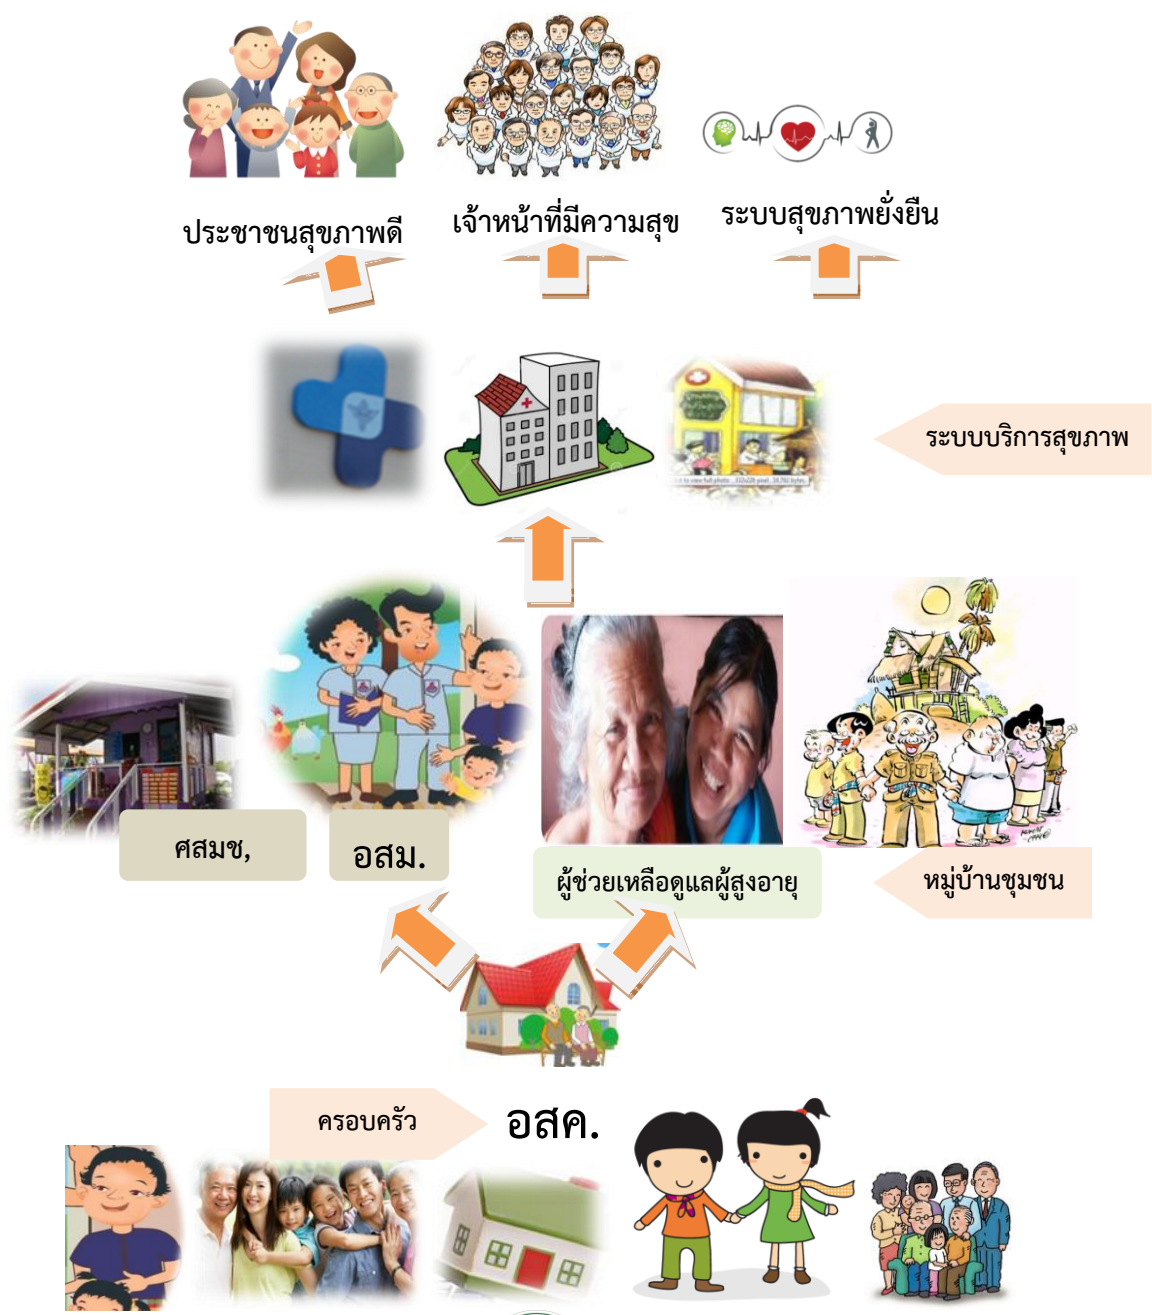 ประชาชนสุขภาพดี
เจ้าหน้าที่มีความสุข
ระบบสุขภาพยั่งยืน
ระบบบริการสุขภาพ
ศสมช,
อสม.
ผู้ช่วยเหลือดูแลผู้สูงอายุ
หมู่บ้านชุมชน
ครอบครัว
อสค.